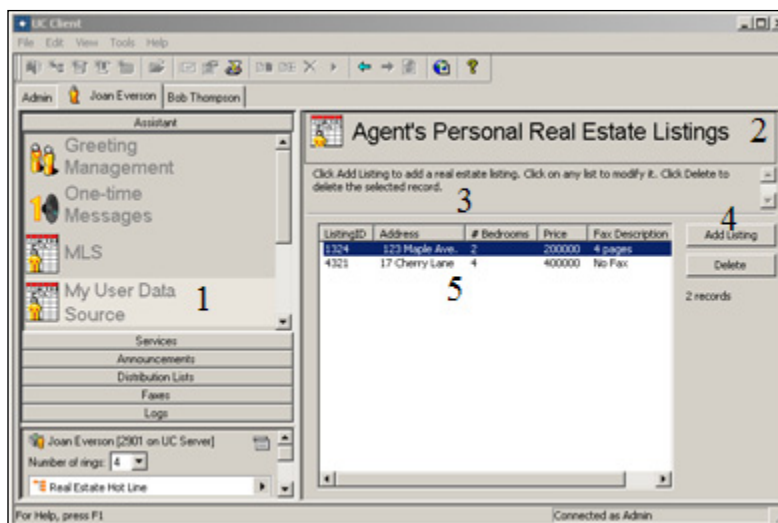 UC Client
File Edit View Tools Help
Admin Joan Everson Bob Thompson
Assistant
Greeting
Management
One-time
Messages
MLS
My User Data
Source
1
Services
Announcements
Distribution Lists
Faxes
Logs
Joan Everson [2901 on UC Server]
Number of rings: 4
Real Estate Hot Line
Agent's Personal Real Estate Listings 2
Click Add Listing to add a real estate listing. Click on any list to modify it. Click Delete to
delete the selected record.
3
ListingID Address # Bedrooms Price Fax Description
1324 123 Maple Ave. 2 200000 4 pages
4321 17 Cherry Lane 4 400000 No Fax
5
4
Add Listing
Delete
2 records
For Help, press F1 Connected as Admin